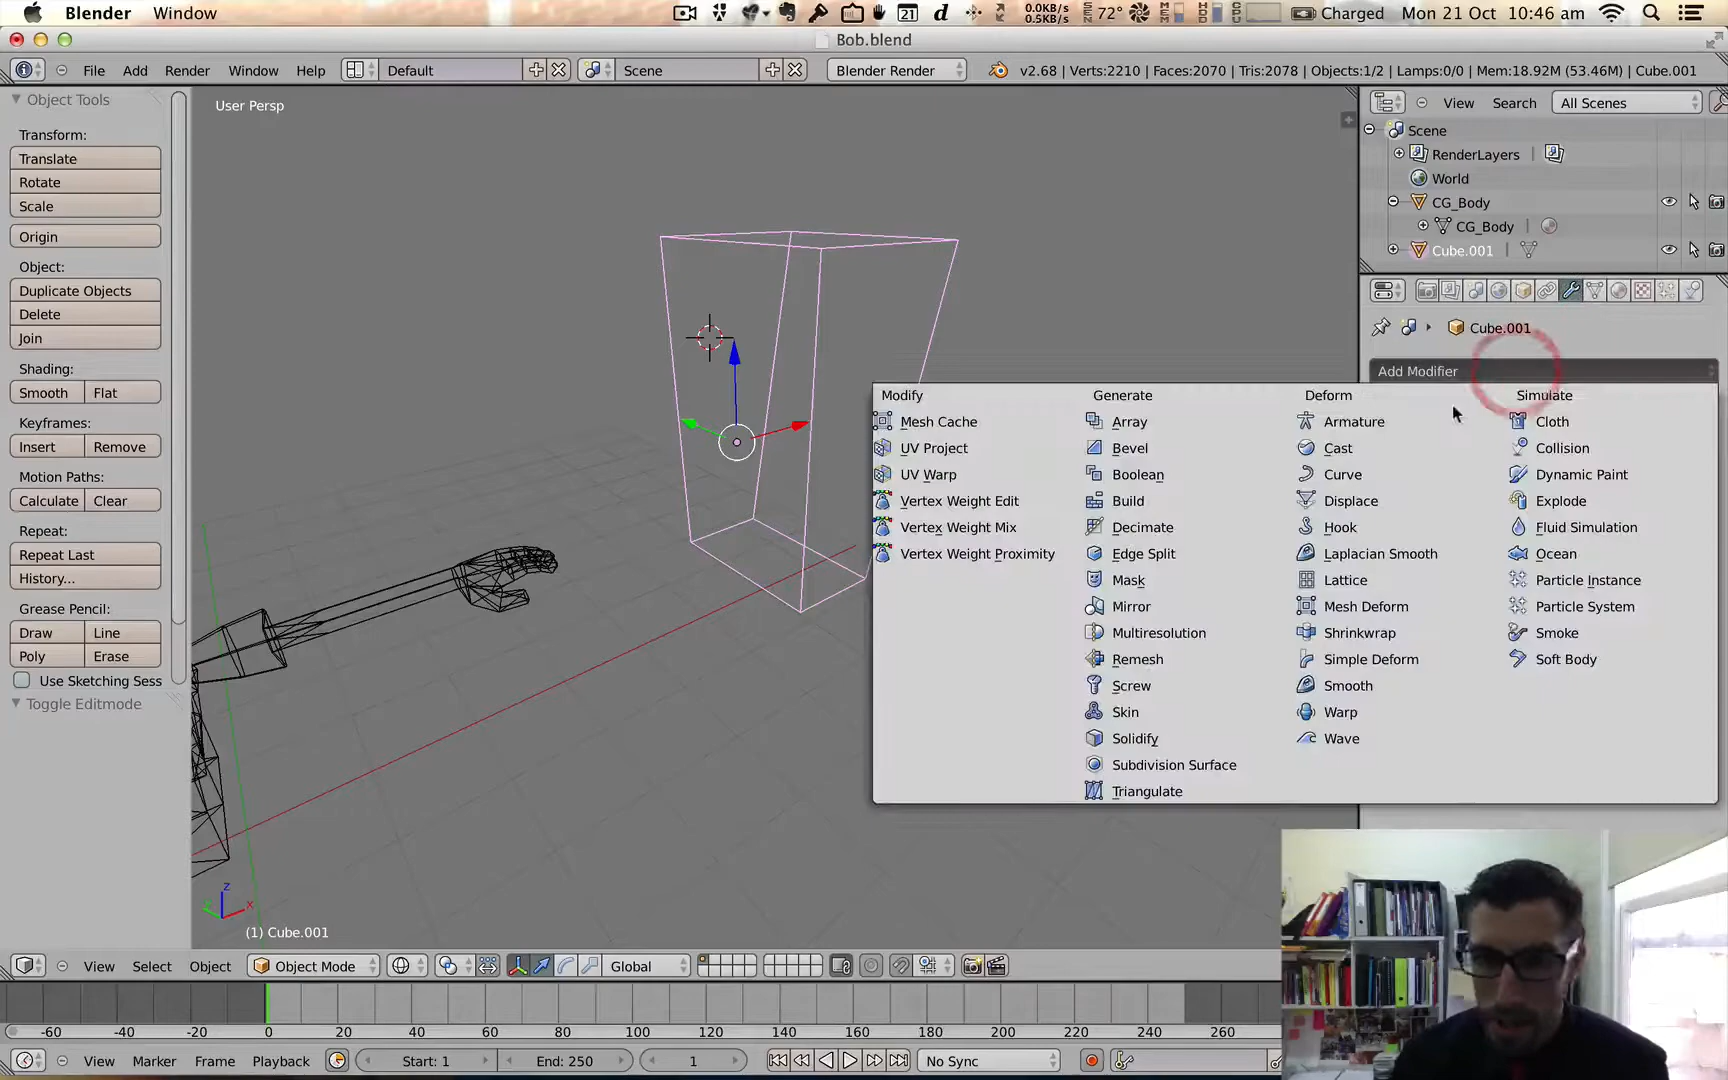 Blender Window 21 d 0.0KB/s 0.5KB/s 72° MEM HD CPU Charged Mon 21 Oct 10:46 am
Bob.blend
File Add Render Window Help Default Scene Blender Render v2.68 | Verts:2210 | Faces:2070 | Tris:2078 | Objects:1/2 | Lamps:0/0 | Mem:18.92M (53.46M) | Cube.001
Object Tools
Transform:
Translate
Rotate
Scale
Origin
Object:
Duplicate Objects
Delete
Join
Shading:
Smooth Flat
Keyframes:
Insert Remove
Motion Paths:
Calculate Clear
Repeat:
Repeat Last
History...
Grease Pencil:
Draw Line
Poly Erase
Use Sketching Sess
Toggle Editmode
User Persp
z
x
(1) Cube.001
View Search All Scenes
Scene
RenderLayers |
World
CG_Body
CG_Body |
Cube.001 |
Cube.001
Add Modifier
Modify
Mesh Cache
UV Project
UV Warp
Vertex Weight Edit
Vertex Weight Mix
Vertex Weight Proximity
Generate
Array
Bevel
Boolean
Build
Decimate
Edge Split
Mask
Mirror
Multiresolution
Remesh
Screw
Skin
Solidify
Subdivision Surface
Triangulate
Deform
Armature
Cast
Curve
Displace
Hook
Laplacian Smooth
Lattice
Mesh Deform
Shrinkwrap
Simple Deform
Smooth
Warp
Wave
Simulate
Cloth
Collision
Dynamic Paint
Explode
Fluid Simulation
Ocean
Particle Instance
Particle System
Smoke
Soft Body
View Select Object Object Mode Global
-60 -40 -20 0 20 40 60 80 100 120 140 160 180 200 220 240 260
View Marker Frame Playback Start: 1 End: 250 1 No Sync